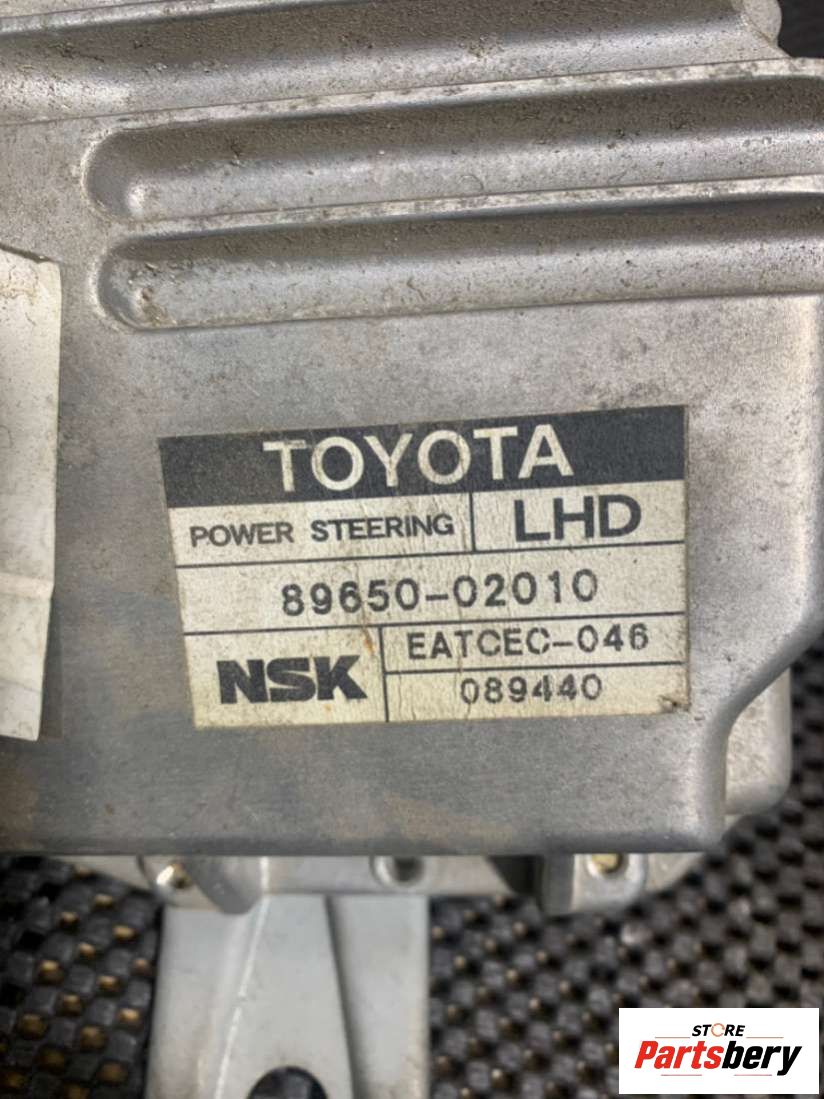 TOYOTA
POWER STEERING LHD
89650-02010
NSK EATCEC-046
089440
STORE
Partsbery